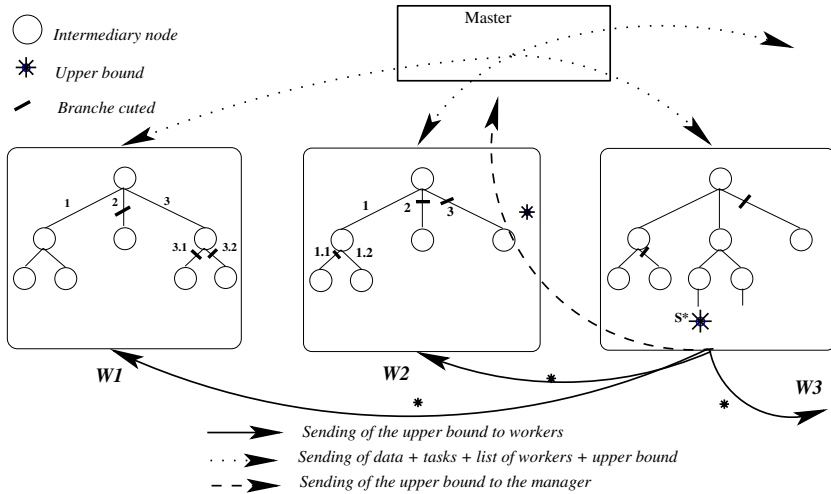 Master
Intermediary node
Upper bound
Branche cuted
1
2
3
3.1
3.2
1
2
3
1.1
1.2
S*
W1
W2
W3
Sending of the upper bound to workers
Sending of data + tasks + list of workers + upper bound
Sending of the upper bound to the manager